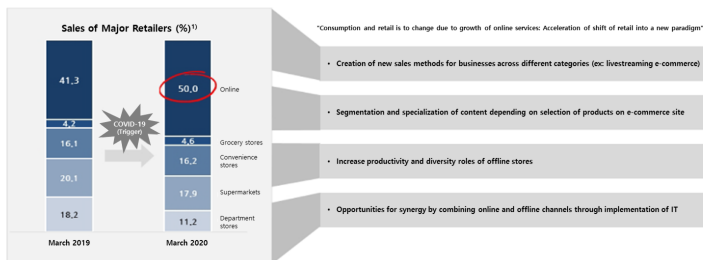 Sales of Major Retailers (%)1)
41,3
4,2
16,1
20,1
18,2
March 2019
COVID-19
(Trigger)
50,0
4,6
16,2
17,9
11,2
March 2020
Online
Grocery stores
Convenience
stores
Supermarkets
Department
stores
"Consumption and retail is to change due to growth of online services: Acceleration of shift of retail into a new paradigm"
• Creation of new sales methods for businesses across different categories (ex: livestreaming e-commerce)
• Segmentation and specialization of content depending on selection of products on e-commerce site
• Increase productivity and diversity roles of offline stores
• Opportunities for synergy by combining online and offline channels through implementation of IT